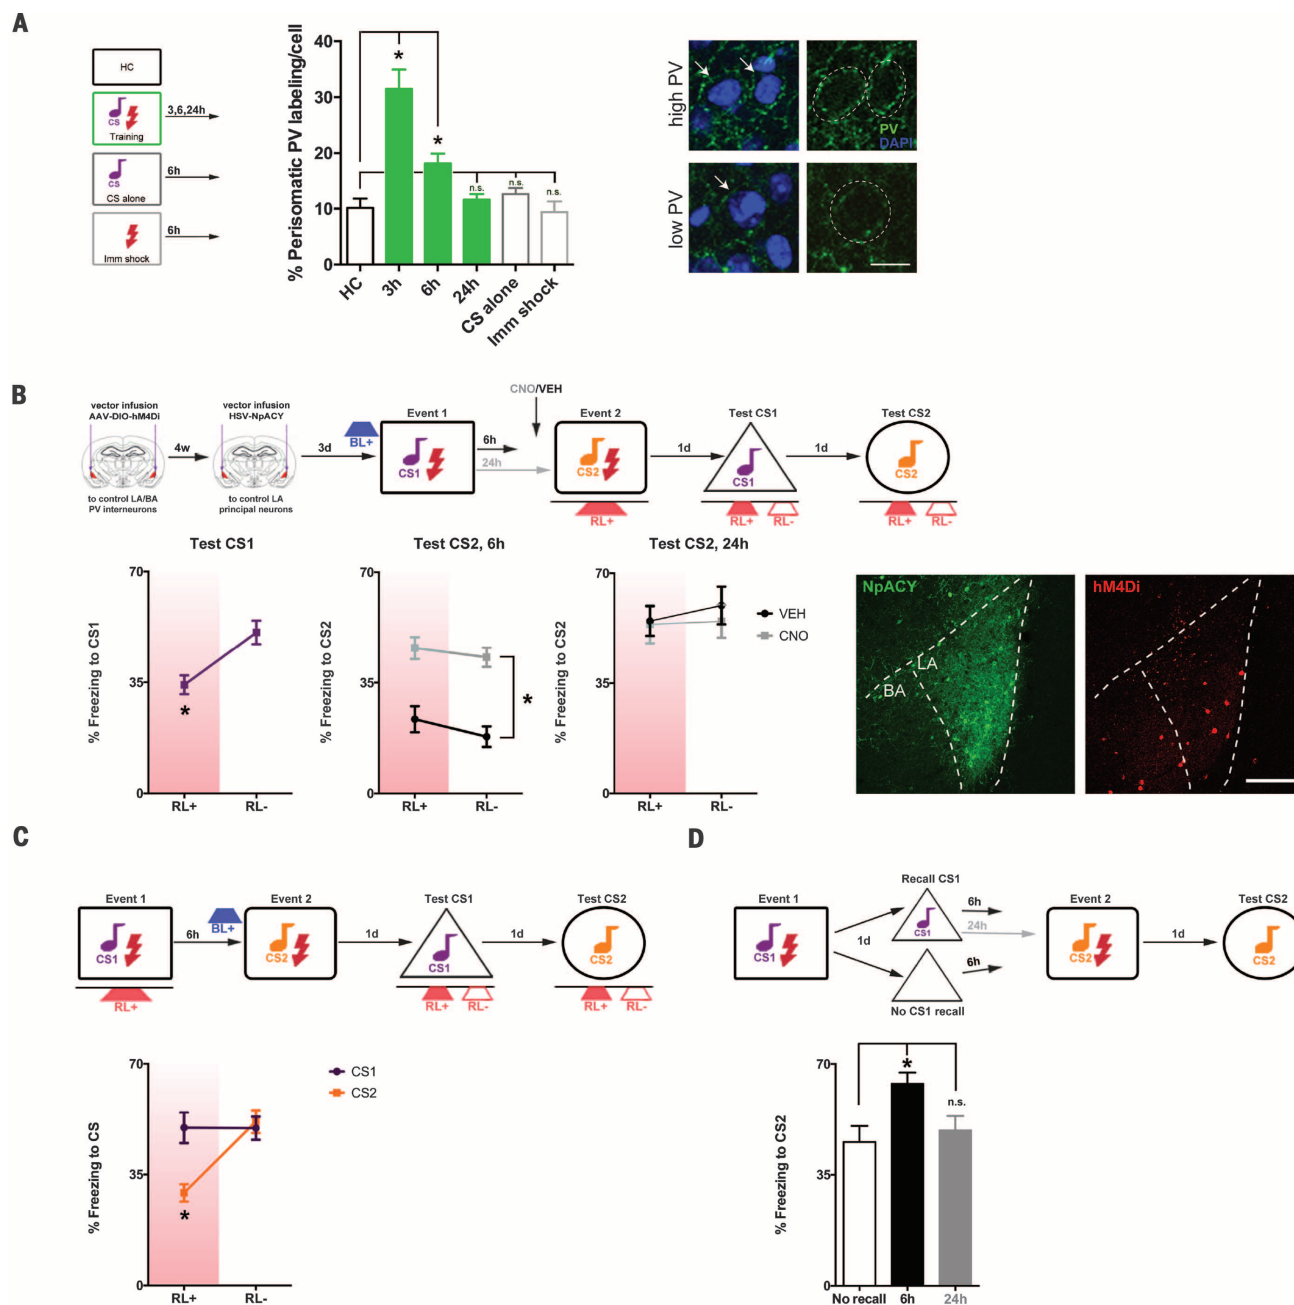 A
HC
CS
Training
3,6,24h
CS
CS alone
6h
Imm shock
6h
% Perisomatic PV labeling/cell
40
30
20
10
0
*
*
n.s.
n.s.
n.s.
HC
3h
6h
24h
CS alone
Imm shock
high PV
low PV
PV
DAPI
B
vector infusion
AAV-DIO-hM4Di
to control LA/BA
PV interneurons
4w
vector infusion
HSV-NpACY
to control LA
principal neurons
3d
BL+
Event 1
CS1
6h
24h
CNO/VEH
Event 2
CS2
RL+
1d
Test CS1
CS1
RL+
RL-
1d
Test CS2
CS2
RL+
RL-
Test CS1
% Freezing to CS1
70
35
0
*
RL+
RL-
Test CS2, 6h
% Freezing to CS2
70
35
0
*
RL+
RL-
Test CS2, 24h
% Freezing to CS2
70
35
0
RL+
RL-
VEH
CNO
NpACY
LA
BA
hM4Di
C
Event 1
CS1
RL+
6h
BL+
Event 2
CS2
1d
Test CS1
CS1
RL+
RL-
1d
Test CS2
CS2
RL+
RL-
% Freezing to CS
70
35
0
*
RL+
RL-
CS1
CS2
D
Event 1
CS1
1d
Recall CS1
CS1
6h
24h
No CS1 recall
6h
Event 2
CS2
1d
Test CS2
CS2
% Freezing to CS2
70
35
0
*
n.s.
No recall
6h
24h